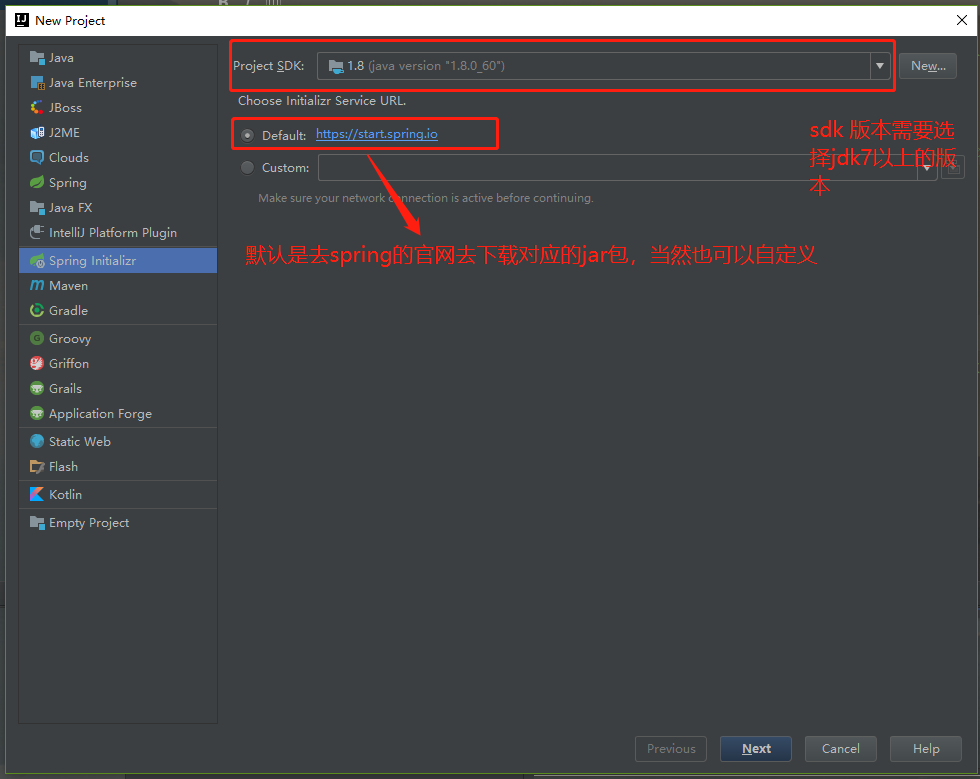 New Project
Java
Java Enterprise
JBoss
J2ME
Clouds
Spring
Java FX
IntelliJ Platform Plugin
Spring Initializr
Maven
Gradle
Groovy
Griffon
Grails
Application Forge
Static Web
Flash
Kotlin
Empty Project
Project SDK: 1.8 (java version "1.8.0_60") New...
Choose Initializr Service URL.
Default: https://start.spring.io
Custom:
Make sure your network connection is active before continuing.
sdk 版本需要选
择jdk7以上的版
本
默认是去spring的官网去下载对应的jar包，当然也可以自定义
Previous Next Cancel Help